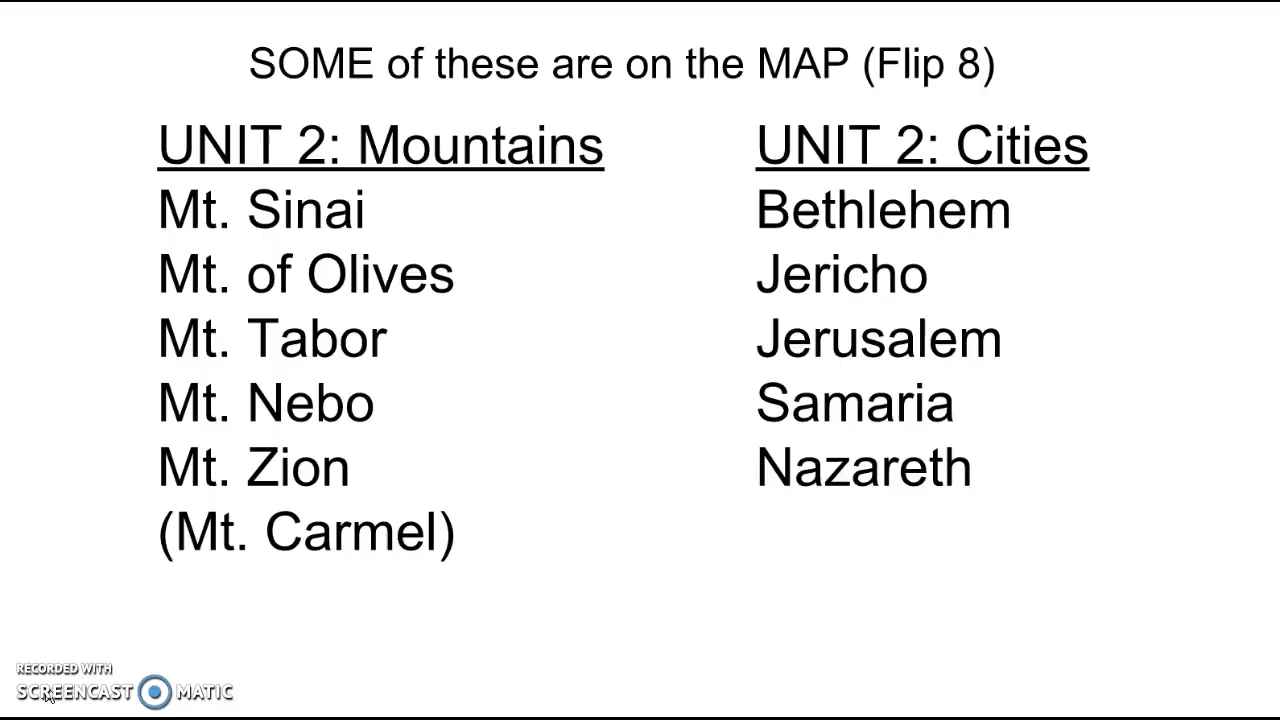 SOME of these are on the MAP (Flip 8)
UNIT 2: Mountains
Mt. Sinai
Mt. of Olives
Mt. Tabor
Mt. Nebo
Mt. Zion
(Mt. Carmel)
UNIT 2: Cities
Bethlehem
Jericho
Jerusalem
Samaria
Nazareth
RECORDED WITH
SCREENCAST MATIC